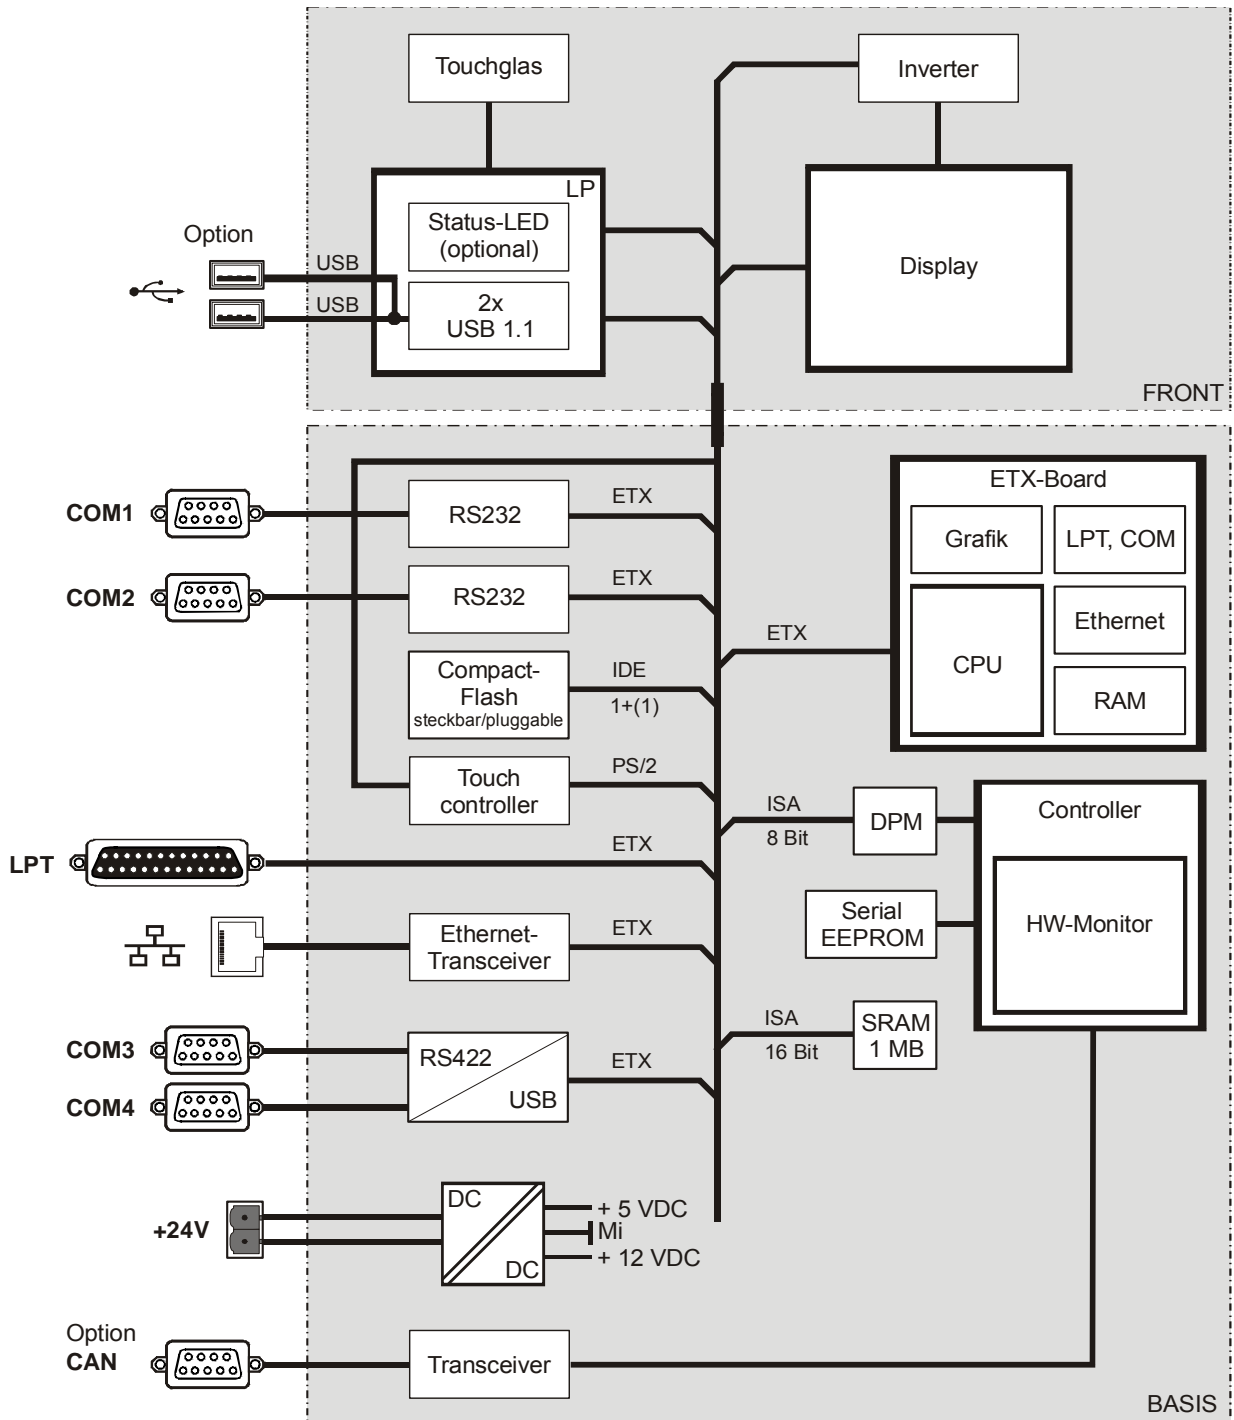 Touchglas
Inverter
LP
Status-LED
(optional)
Option
USB
USB
2x
USB 1.1
Display
FRONT
ETX-Board
COM1
RS232
ETX
Grafik
LPT, COM
COM2
RS232
ETX
Ethernet
ETX
CPU
RAM
Compact-
Flash
steckbar/pluggable
IDE
1+(1)
Touch
controller
PS/2
ISA
8 Bit
DPM
Controller
LPT
ETX
Serial
EEPROM
HW-Monitor
Ethernet-
Transceiver
ETX
ISA
16 Bit
SRAM
1 MB
COM3
COM4
RS422
USB
ETX
+24V
DC
DC
+ 5 VDC
Mi
+ 12 VDC
Option
CAN
Transceiver
BASIS